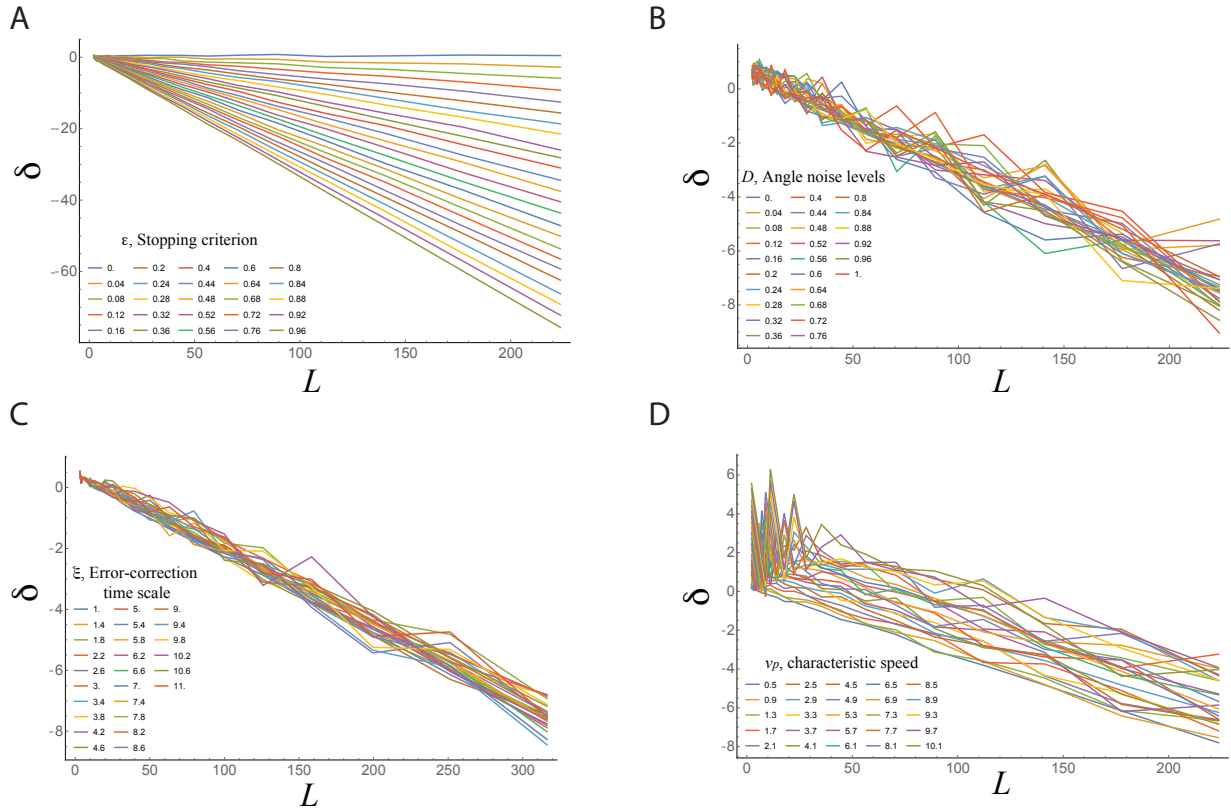 A
δ
0
-20
-40
-60
ε, Stopping criterion
0. 0.2 0.4 0.6 0.8
0.04 0.24 0.44 0.64 0.84
0.08 0.28 0.48 0.68 0.88
0.12 0.32 0.52 0.72 0.92
0.16 0.36 0.56 0.76 0.96
0 50 100 150 200
L
B
δ
0
-2
-4
-6
-8
D, Angle noise levels
0. 0.4 0.8
0.04 0.44 0.84
0.08 0.48 0.88
0.12 0.52 0.92
0.16 0.56 0.96
0.2 0.6 1.
0.24 0.64
0.28 0.68
0.32 0.72
0.36 0.76
0 50 100 150 200
L
C
δ
0
-2
-4
-6
-8
ξ, Error-correction
time scale
1. 5. 9.
1.4 5.4 9.4
1.8 5.8 9.8
2.2 6.2 10.2
2.6 6.6 10.6
3. 7. 11.
3.4 7.4
3.8 7.8
4.2 8.2
4.6 8.6
0 50 100 150 200 250 300
L
D
δ
6
4
2
0
-2
-4
-6
-8
vp, characteristic speed
0.5 2.5 4.5 6.5 8.5
0.9 2.9 4.9 6.9 8.9
1.3 3.3 5.3 7.3 9.3
1.7 3.7 5.7 7.7 9.7
2.1 4.1 6.1 8.1 10.1
0 50 100 150 200
L